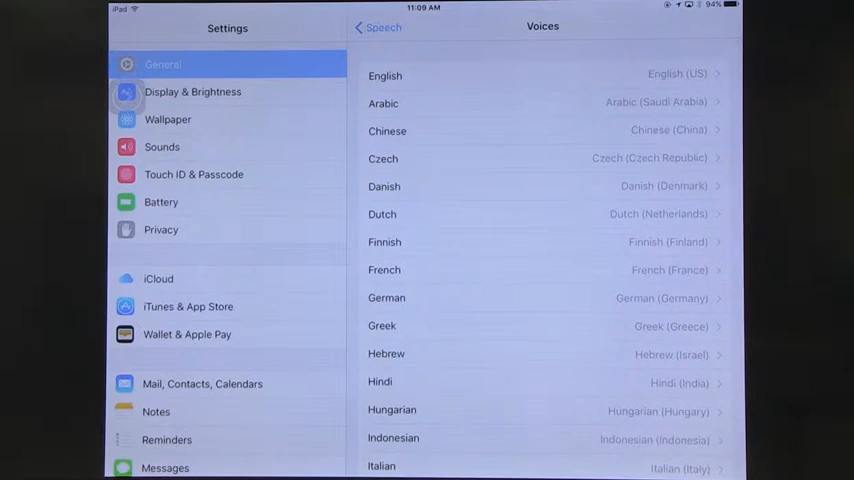 iPad
11:09 AM
94%
Settings
Speech
Voices
General
Display & Brightness
Wallpaper
Sounds
Touch ID & Passcode
Battery
Privacy
iCloud
iTunes & App Store
Wallet & Apple Pay
Mail, Contacts, Calendars
Notes
Reminders
Messages
English English (US)
Arabic Arabic (Saudi Arabia)
Chinese Chinese (China)
Czech Czech (Czech Republic)
Danish Danish (Denmark)
Dutch Dutch (Netherlands)
Finnish Finnish (Finland)
French French (France)
German German (Germany)
Greek Greek (Greece)
Hebrew Hebrew (Israel)
Hindi Hindi (India)
Hungarian Hungarian (Hungary)
Indonesian Indonesian (Indonesia)
Italian Italian (Italy)